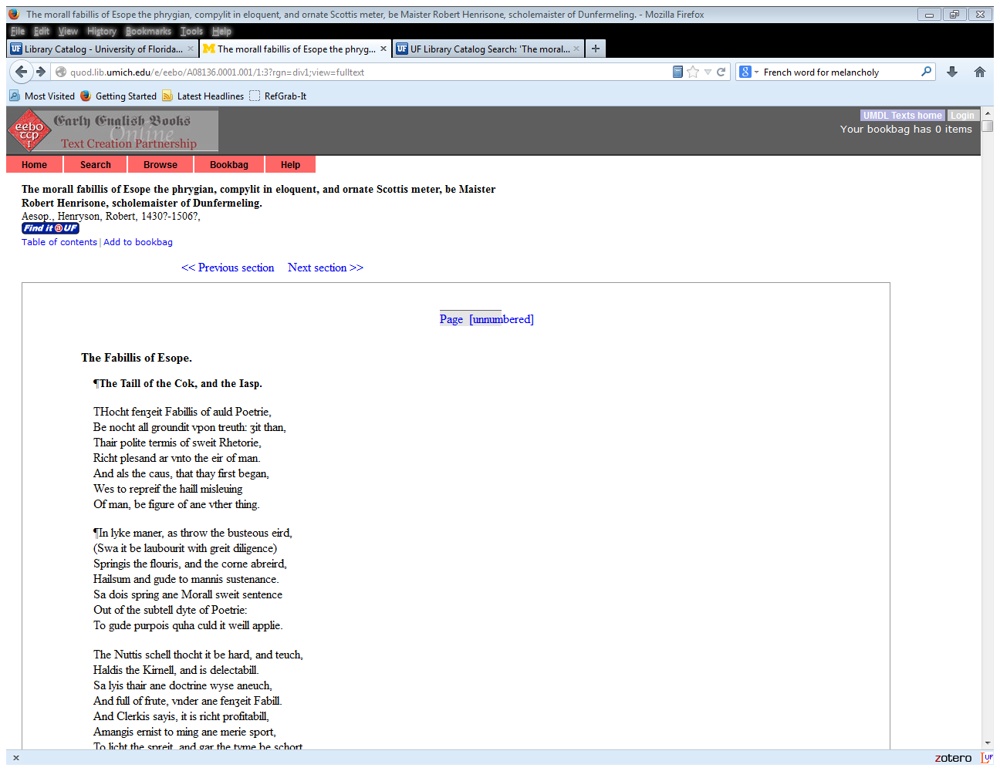 The morall fabillis of Esope the phrygian, compylit in eloquent, and ornate Scottis meter, be Maister Robert Henrisone, scholemaister of Dunfermeling. - Mozilla Firefox
File Edit View History Bookmarks Tools Help
UF Library Catalog - University of Florida... × M The morall fabillis of Esope the phryg... × UF UF Library Catalog Search: 'The moral... × +
quod.lib.umich.edu/e/eebo/A08136.0001.001/1:3?rgn=div1;view=fulltext 8 French word for melancholy
Most Visited Getting Started Latest Headlines RefGrab-It
eebo tcp 1 Early English Books Online Text Creation Partnership
UMDL Texts home Login
Your bookbag has 0 items
Home Search Browse Bookbag Help
The morall fabillis of Esope the phrygian, compylit in eloquent, and ornate Scottis meter, be Maister
Robert Henrisone, scholemaister of Dunfermeling.
Aesop., Henryson, Robert, 1430?-1506?,
Find it @ UF
Table of contents | Add to bookbag
<< Previous section Next section >>
Page [unnumbered]
The Fabillis of Esope.
¶The Taill of the Cok, and the Iasp.
THocht fenȝeit Fabillis of auld Poetrie,
Be nocht all groundit vpon treuth: ȝit than,
Thair polite termis of sweit Rhetorie,
Richt plesand ar vnto the eir of man.
And als the caus, that thay first began,
Wes to repreif the haill misleuing
Of man, be figure of ane vther thing.
¶In lyke maner, as throw the busteous eird,
(Swa it be laubourit with greit diligence)
Springis the flouris, and the corne abreird,
Hailsum and gude to mannis sustenance.
Sa dois spring ane Morall sweit sentence
Out of the subtell dyte of Poetrie:
To gude purpois quha culd it weill applie.
The Nuttis schell thocht it be hard, and teuch,
Haldis the Kirnell, and is delectabill.
Sa lyis thair ane doctrine wyse aneuch,
And full of frute, vnder ane fenȝeit Fabill.
And Clerkis sayis, it is richt profitabill,
Amangis ernist to ming ane merie sport,
To licht the spreit, and gar the tyme be schort
× zotero UF